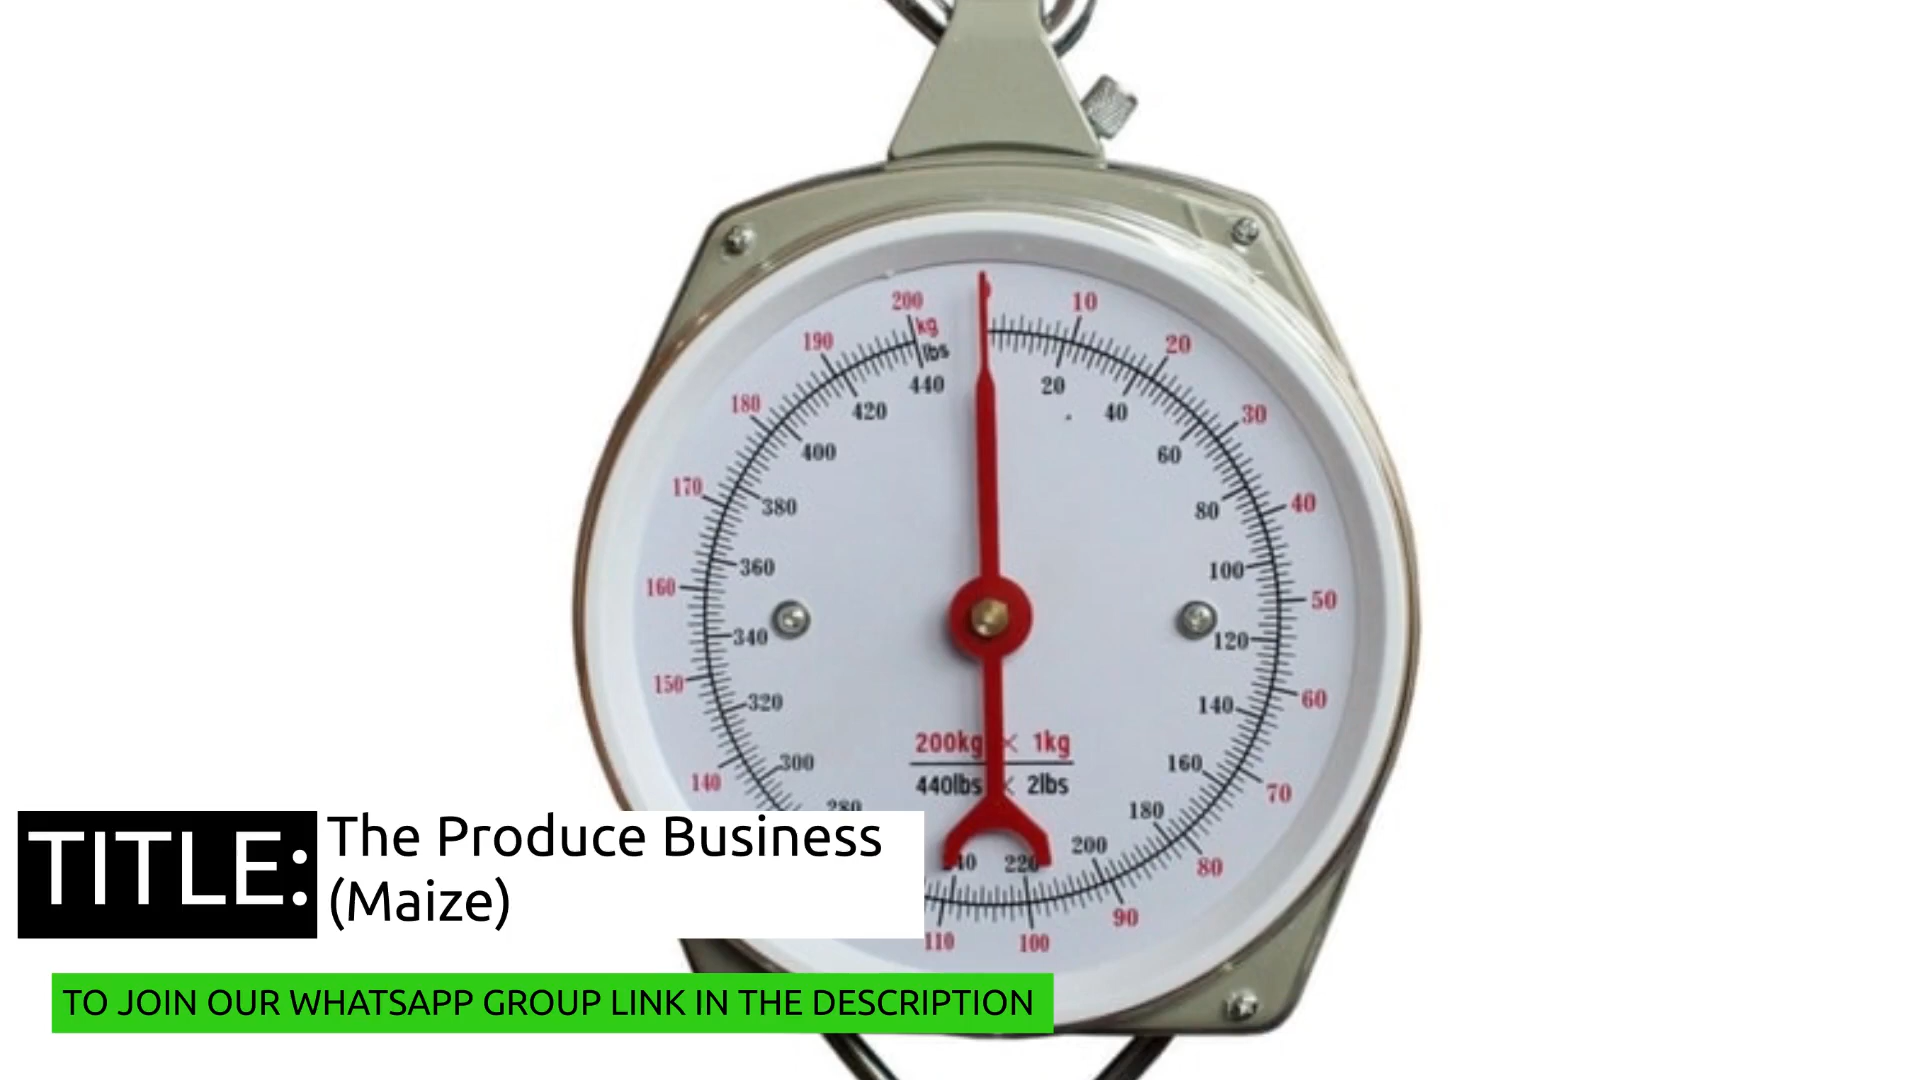 200 10
kg
190 20
lbs
440 20
180 420 40 30
400 60
170 380 80 40
360 100
160 50
340 120
150 320 140 60
200kg × 1kg
300 160
140 440lbs × 2lbs 70
280 180
TITLE: The Produce Business
(Maize)
200
220
80
90
110 100
TO JOIN OUR WHATSAPP GROUP LINK IN THE DESCRIPTION